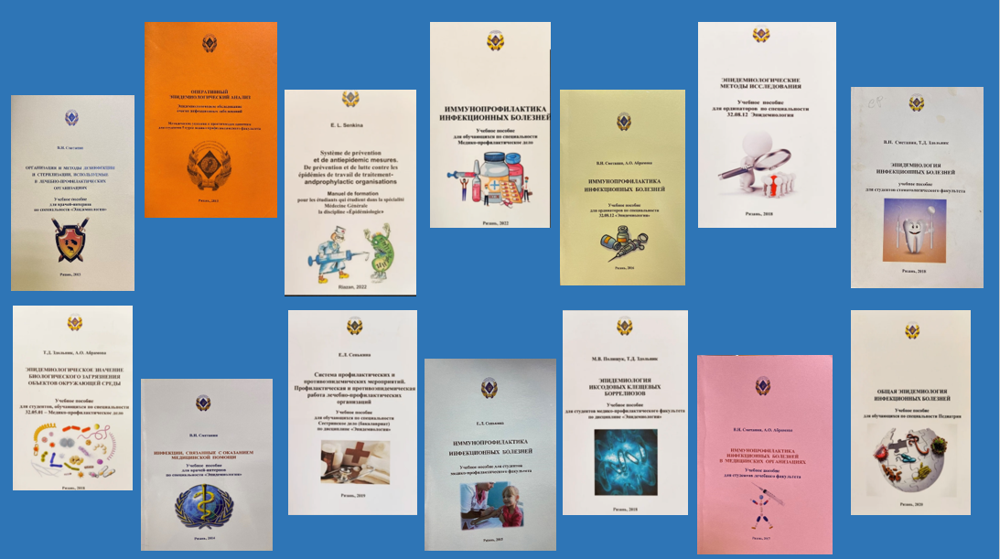 В.Н. Сметанин
ОРГАНИЗАЦИЯ И МЕТОДЫ ДЕЗИНФЕКЦИИ
И СТЕРИЛИЗАЦИИ, ИСПОЛЬЗУЕМЫЕ
В ЛЕЧЕБНО-ПРОФИЛАКТИЧЕСКИХ
ОРГАНИЗАЦИЯХ
Учебное пособие
для врачей-интернов
по специальности «Эпидемиология»
Рязань, 2012
ОПЕРАТИВНЫЙ
ЭПИДЕМИОЛОГИЧЕСКИЙ АНАЛИЗ
Рязань, 2015
E. L. Senkina
Système de prévention
et de antiepidemic mesures.
De prévention et de lutte contre les
épidémies de travail de traitement-
andprophylactic organisations
Manuel de formation
pour les étudiants qui étudient dans la spécialité
Médecine Générale
la discipline «Épidémiologie»
Riazan, 2022
ИММУНОПРОФИЛАКТИКА
ИНФЕКЦИОННЫХ БОЛЕЗНЕЙ
Учебное пособие
для обучающихся по специальности
Медико-профилактическое дело
Рязань, 2022
В.Н. Сметанин, А.О. Абрамова
ИММУНОПРОФИЛАКТИКА
ИНФЕКЦИОННЫХ БОЛЕЗНЕЙ
Учебное пособие
для ординаторов по специальности
32.08.12 «Эпидемиология»
Рязань, 2016
ЭПИДЕМИОЛОГИЧЕСКИЕ
МЕТОДЫ ИССЛЕДОВАНИЯ
Учебное пособие
для ординаторов по специальности
32.08.12 Эпидемиология
Рязань, 2018
В.Н. Сметанин, Т.Д. Здольник
ЭПИДЕМИОЛОГИЯ
ИНФЕКЦИОННЫХ БОЛЕЗНЕЙ
учебное пособие
для студентов стоматологического факультета
Рязань, 2018
Т.Д. Здольник, А.О. Абрамова
ЭПИДЕМИОЛОГИЧЕСКОЕ ЗНАЧЕНИЕ
БИОЛОГИЧЕСКОГО ЗАГРЯЗНЕНИЯ
ОБЪЕКТОВ ОКРУЖАЮЩЕЙ СРЕДЫ
Учебное пособие
для студентов, обучающихся по специальности
32.05.01 – Медико-профилактическое дело
Рязань, 2018
В.Н. Сметанин
ИНФЕКЦИИ, СВЯЗАННЫЕ С ОКАЗАНИЕМ
МЕДИЦИНСКОЙ ПОМОЩИ
Учебное пособие
для врачей-интернов
по специальности «Эпидемиология»
Рязань, 2014
Е.Л. Сенькина
Система профилактических и
противоэпидемических мероприятий.
Профилактическая и противоэпидемическая
работа лечебно-профилактических
организаций
Учебное пособие
для обучающихся по специальности
Сестринское дело (бакалавриат)
по дисциплине «Эпидемиология»
Рязань, 2019
Е.Л. Сенькина
ИММУНОПРОФИЛАКТИКА
ИНФЕКЦИОННЫХ БОЛЕЗНЕЙ
Учебное пособие для студентов
медико-профилактического факультета
М.В. Полищук, Т.Д. Здольник
ЭПИДЕМИОЛОГИЯ
ИКСОДОВЫХ КЛЕЩЕВЫХ
БОРРЕЛИОЗОВ
Учебное пособие
для студентов медико-профилактического факультета
по дисциплине «Эпидемиология»
Рязань, 2018
В.Н. Сметанин, А.О. Абрамова
ИММУНОПРОФИЛАКТИКА
ИНФЕКЦИОННЫХ БОЛЕЗНЕЙ
В МЕДИЦИНСКИХ ОРГАНИЗАЦИЯХ
Учебное пособие
для студентов лечебного факультета
ОБЩАЯ ЭПИДЕМИОЛОГИЯ
ИНФЕКЦИОННЫХ БОЛЕЗНЕЙ
Учебное пособие
для обучающихся по специальности Педиатрия
Рязань, 2020